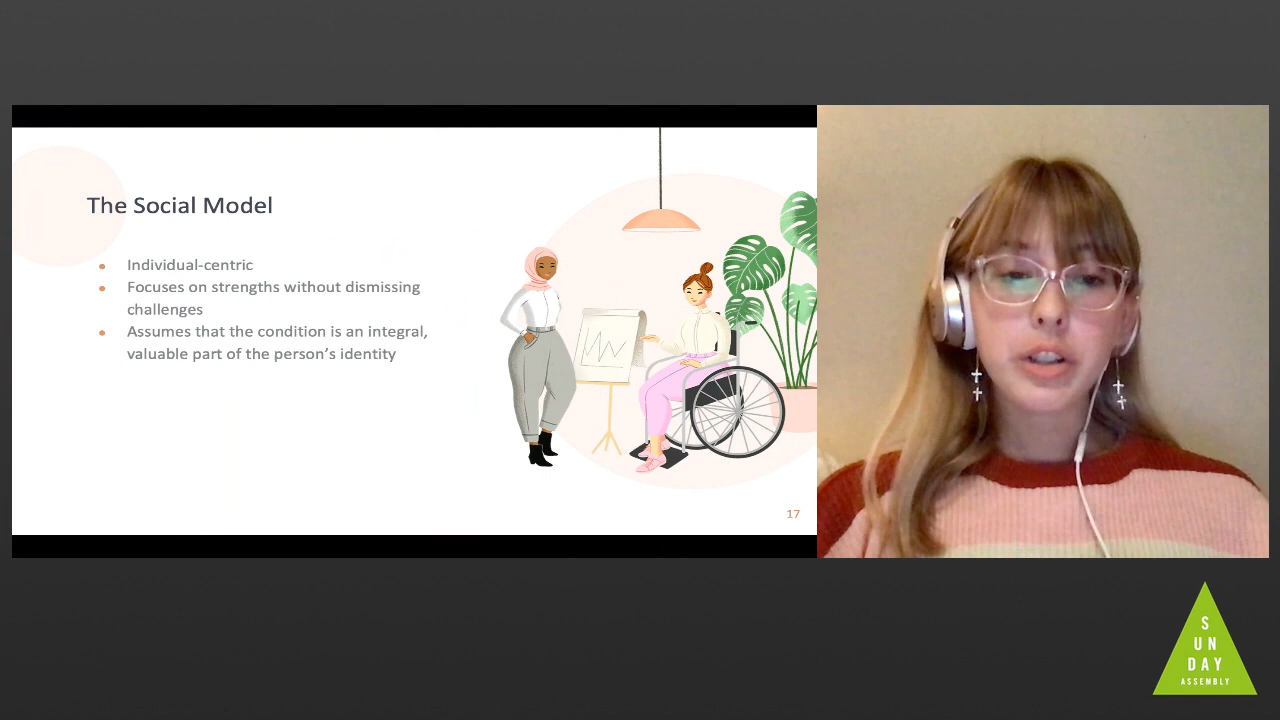 The Social Model
• Individual-centric
• Focuses on strengths without dismissing
challenges
• Assumes that the condition is an integral,
valuable part of the person’s identity
17
S
UN
DAY
ASSEMBLY